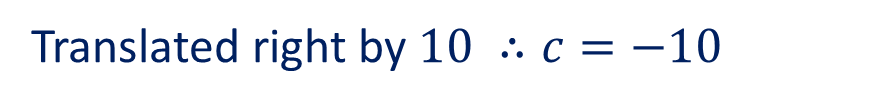 Translated right by 10 ∴ c = −10